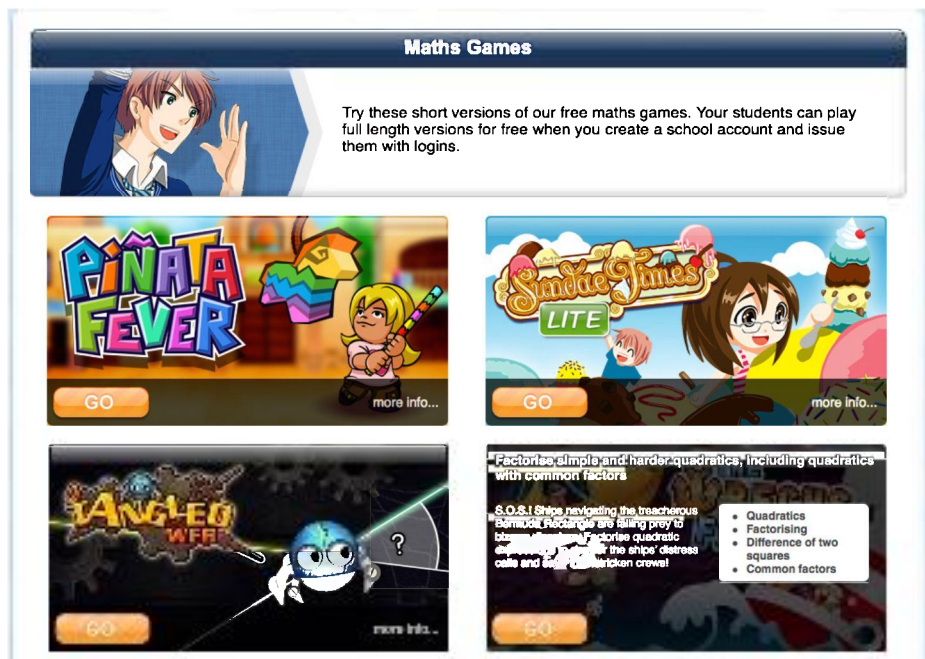 Maths Games
Try these short versions of our free maths games. Your students can play
full length versions for free when you create a school account and issue
them with logins.
PIÑATA
FEVER
GO
more info...
Sundae Times
LITE
GO
more info...
TANGLED
WEB
?
GO
more info...
Factorise simple and harder quadratics, including quadratics
with common factors
S.O.S.! Ships navigating the treacherous
Bermuda Rectangle are falling prey to
Factorise quadratic
the ships' distress
calls and stricken crews!
• Quadratics
• Factorising
• Difference of two
squares
• Common factors
GO